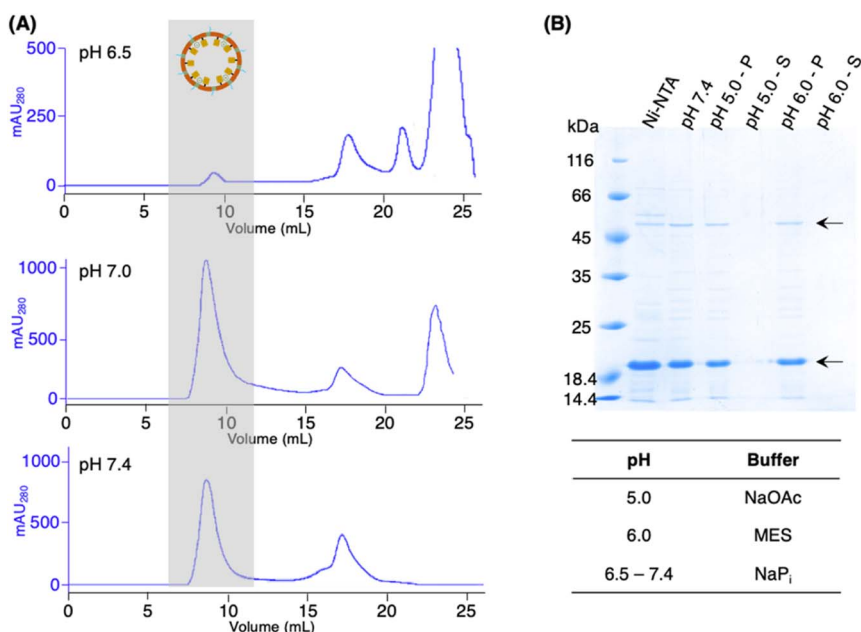 (A)
pH 6.5
500
250
0
mAU280
0 5 10 15 20 25
Volume (mL)
pH 7.0
1000
500
0
mAU280
0 5 10 15 20 25
Volume (mL)
pH 7.4
1000
500
0
mAU280
0 5 10 15 20 25
Volume (mL)
(B)
Ni-NTA
pH 7.4
pH 5.0 - P
pH 5.0 - S
pH 6.0 - P
pH 6.0 - S
kDa
116
66
45
35
25
18.4
14.4
pH Buffer
5.0 NaOAc
6.0 MES
6.5 – 7.4 NaPi